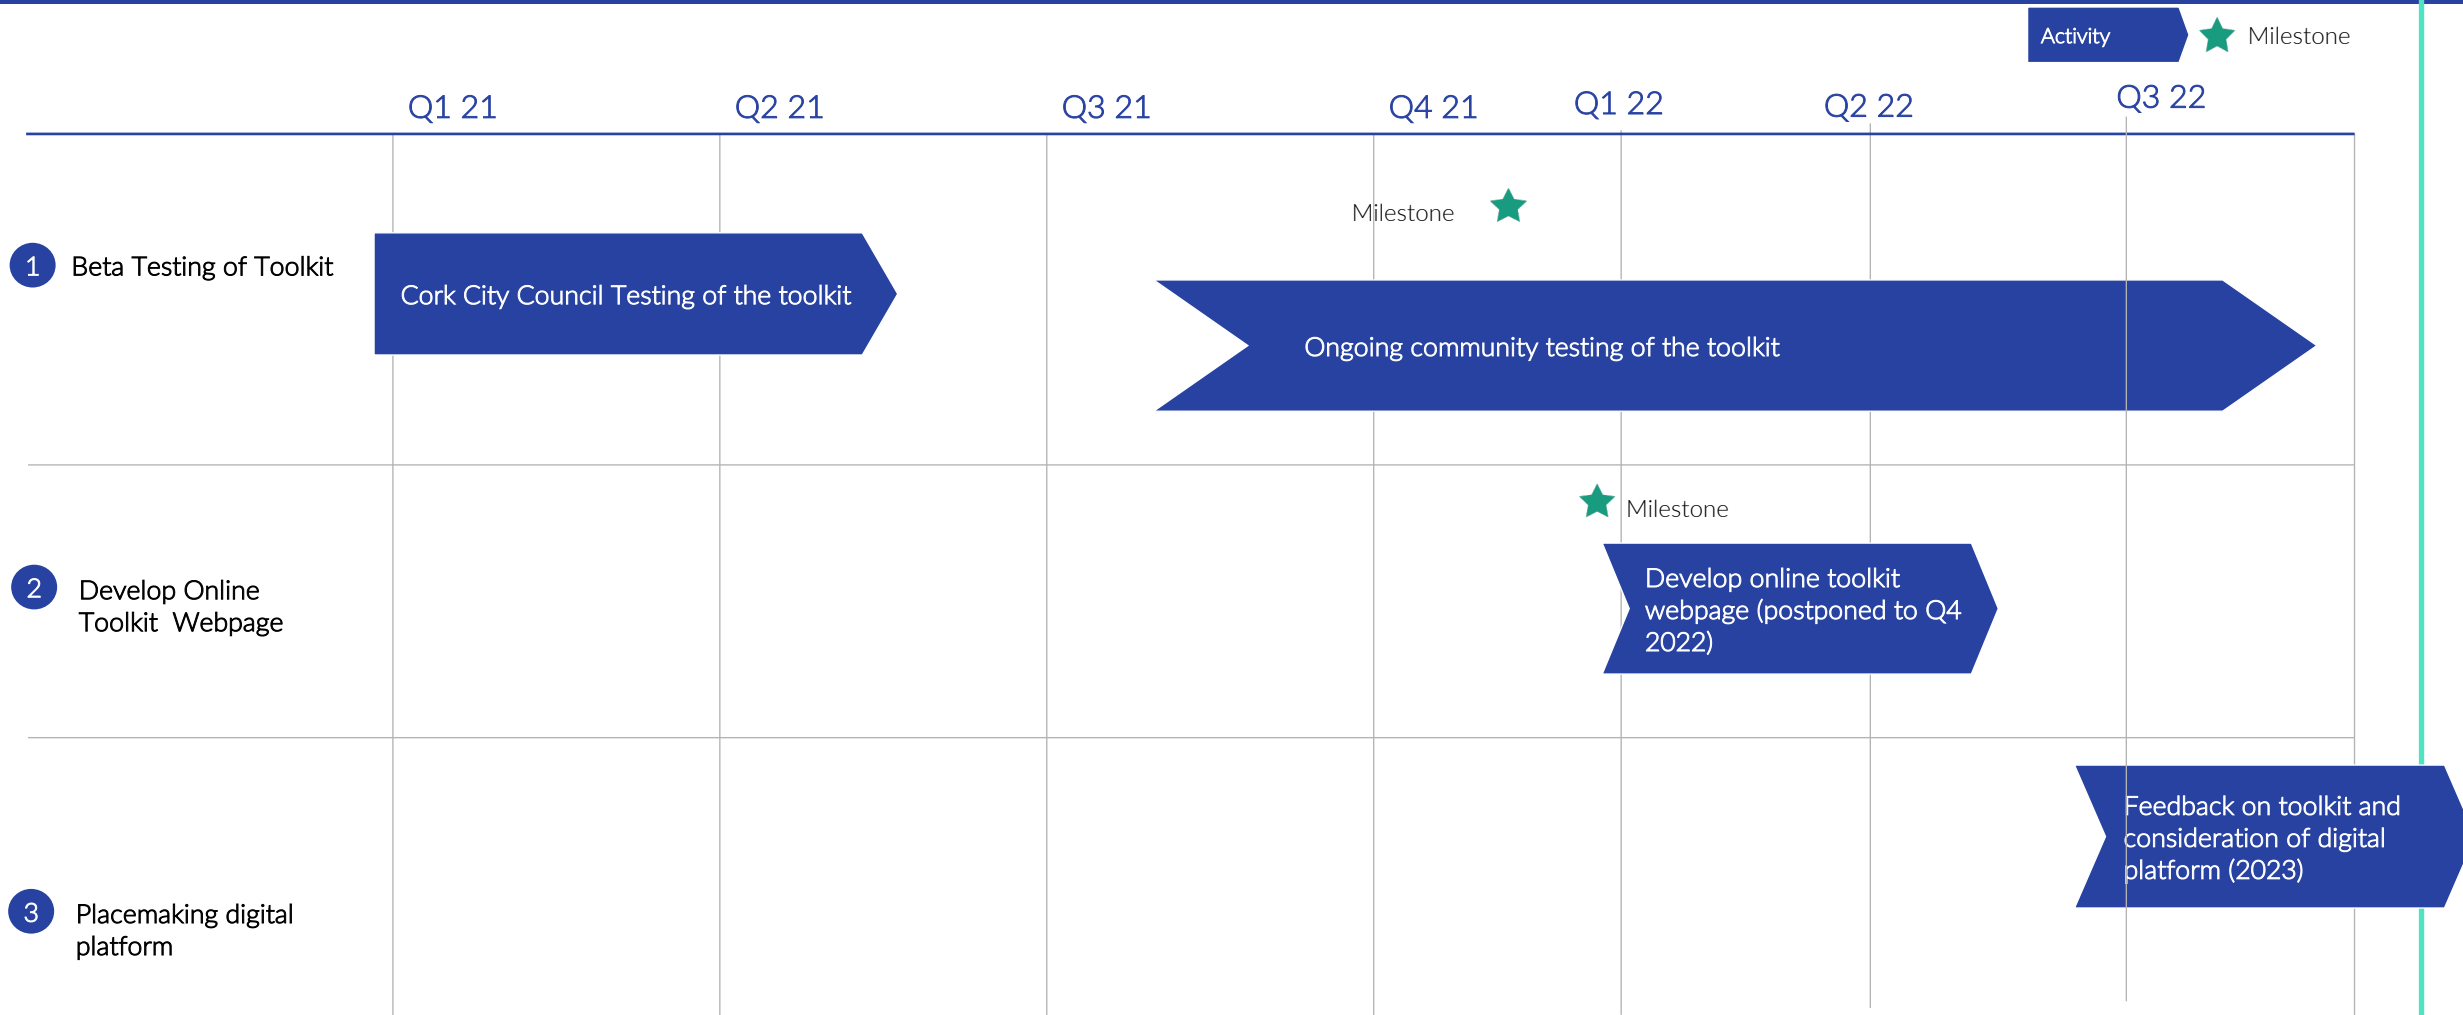 Activity
Milestone
Q1 21
Q2 21
Q3 21
Q4 21
Q1 22
Q2 22
Q3 22
Milestone
1
Beta Testing of Toolkit
Cork City Council Testing of the toolkit
Ongoing community testing of the toolkit
Milestone
2
Develop Online
Toolkit Webpage
Develop online toolkit
webpage (postponed to Q4
2022)
Feedback on toolkit and
consideration of digital
platform (2023)
3
Placemaking digital
platform